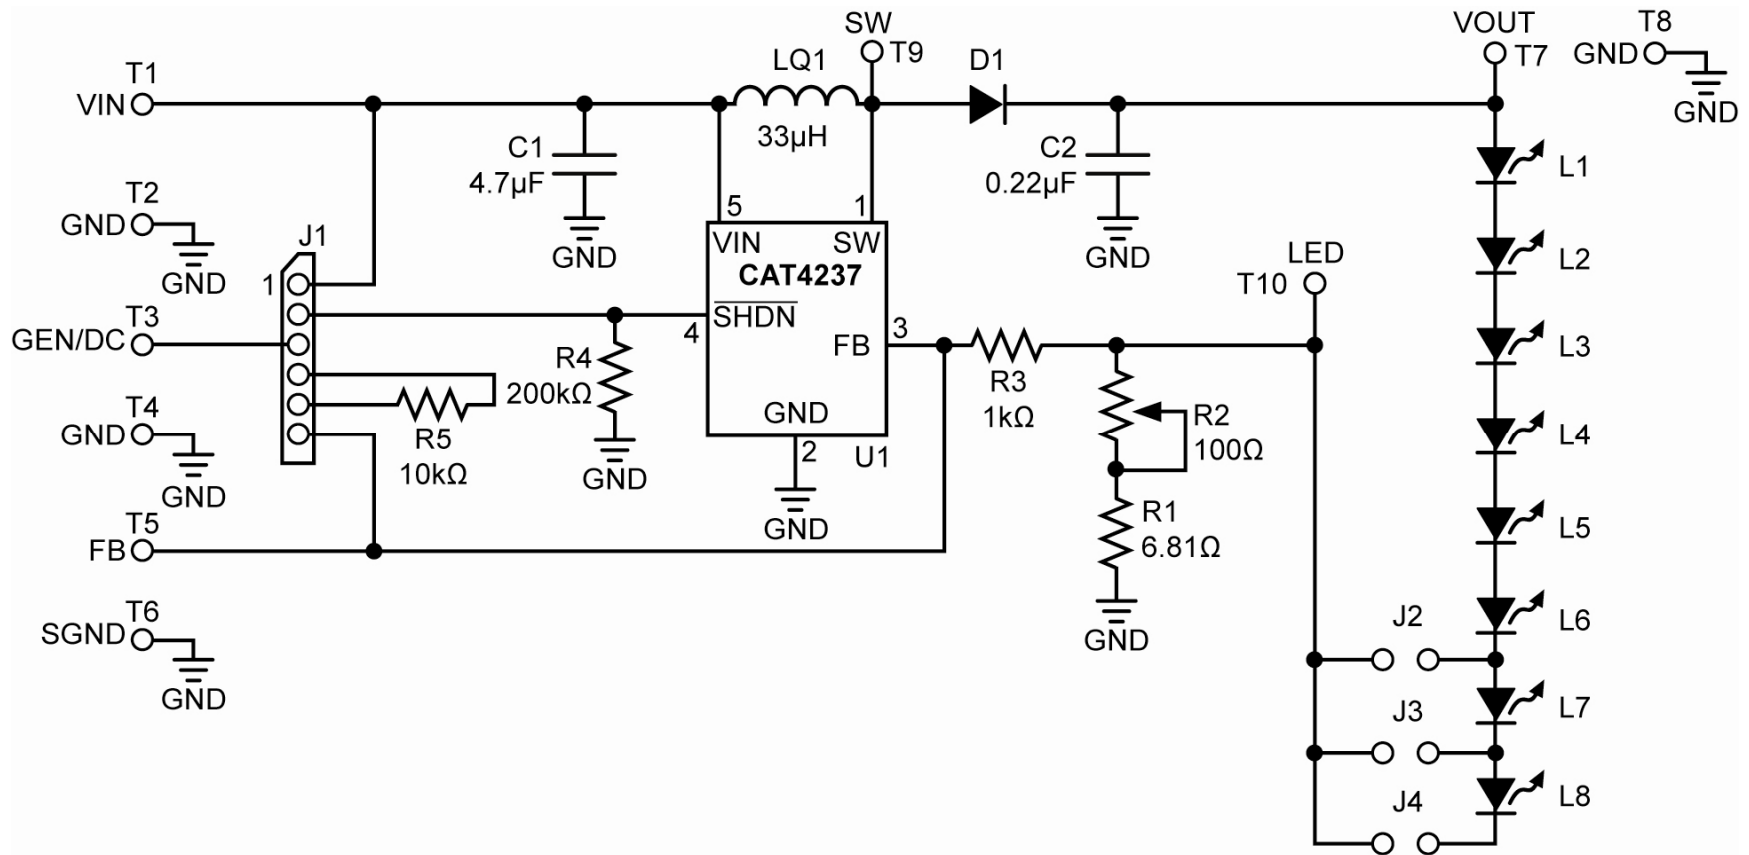 SW
T9
VOUT
T7
T8
GND
GND
T1
VIN
LQ1
33µH
D1
C1
4.7µF
GND
C2
0.22µF
GND
L1
T2
GND
GND
J1
1
5
1
VIN
SW
CAT4237
SHDN
4
FB
3
GND
2
U1
GND
LED
T10
L2
T3
GEN/DC
R4
200kΩ
GND
R3
1kΩ
R2
100Ω
L3
T4
GND
GND
R5
10kΩ
R1
6.81Ω
GND
L4
T5
FB
L5
T6
SGND
GND
J2
L6
J3
L7
J4
L8